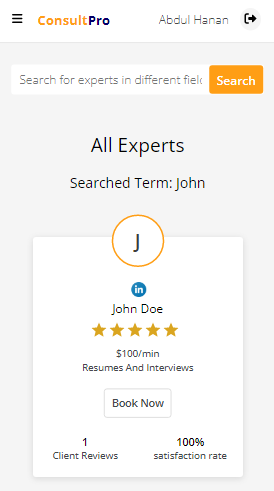 ConsultPro
Abdul Hanan
Search for experts in different field
Search
All Experts
Searched Term: John
J
in
John Doe
$100/min
Resumes And Interviews
Book Now
1
Client Reviews
100%
satisfaction rate